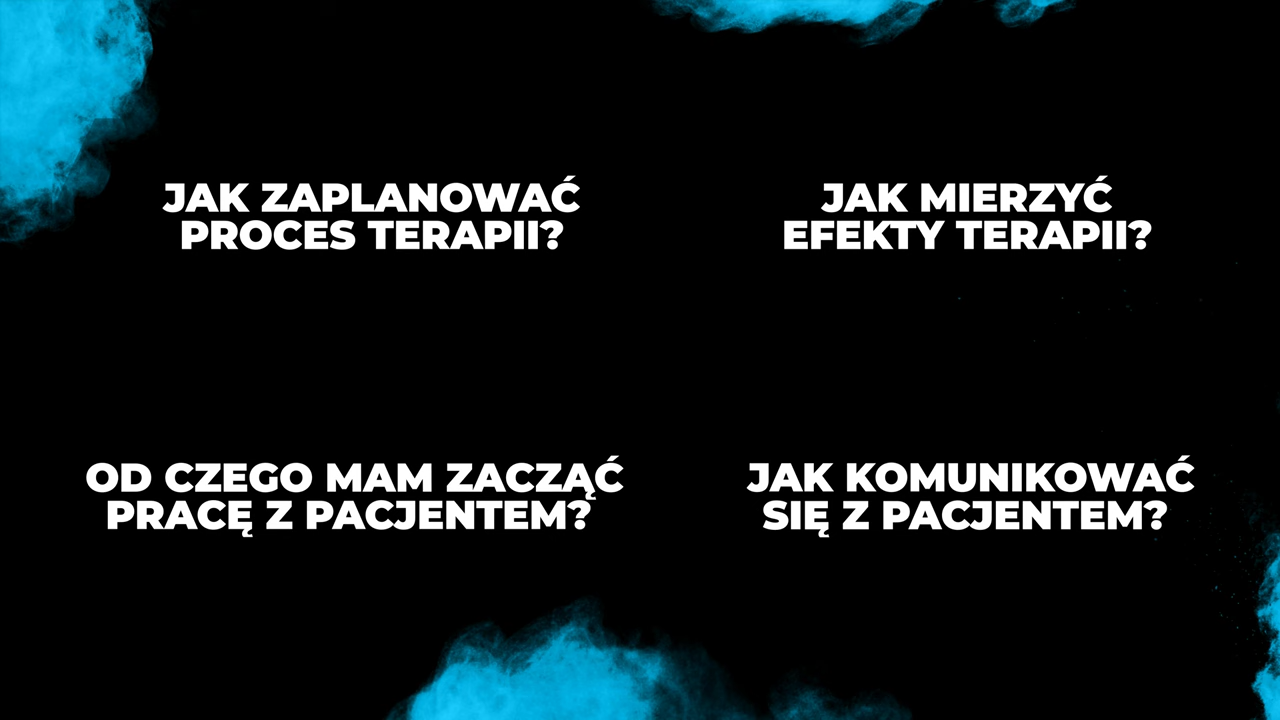 JAK ZAPLANOWAĆ
PROCES TERAPII?
JAK MIERZYĆ
EFEKTY TERAPII?
OD CZEGO MAM ZACZĄĆ
PRACĘ Z PACJENTEM?
JAK KOMUNIKOWAĆ
SIĘ Z PACJENTEM?